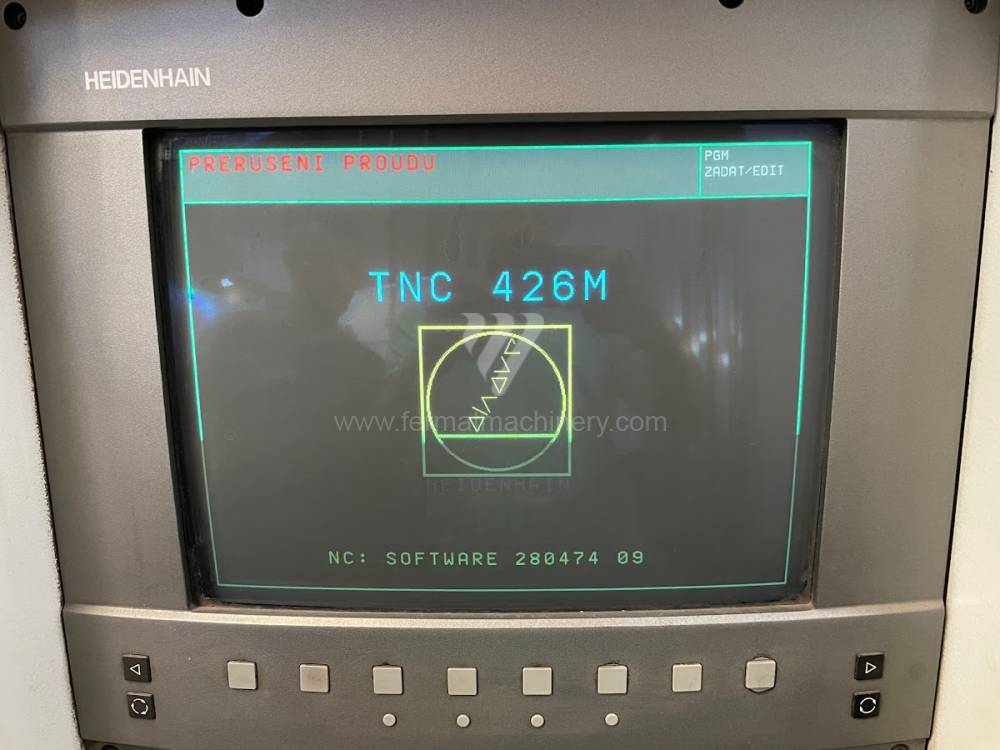 HEIDENHAIN
PRERUSENI PROUDU
PGM
ZADAT/EDIT
TNC 426M
www.fermatmachinery.com
HEIDENHAIN
NC: SOFTWARE 280474 09